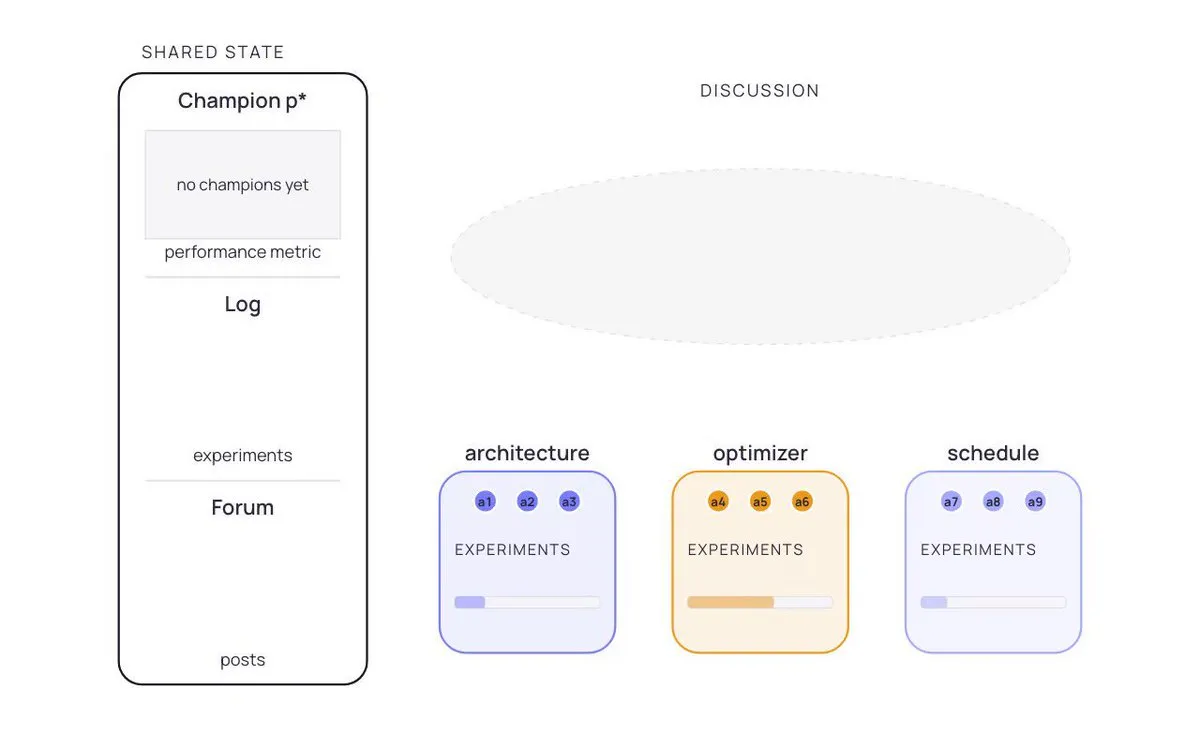 SHARED STATE
Champion p*
no champions yet
performance metric
Log
experiments
Forum
posts
DISCUSSION
architecture
a1 a2 a3
EXPERIMENTS
optimizer
a4 a5 a6
EXPERIMENTS
schedule
a7 a8 a9
EXPERIMENTS